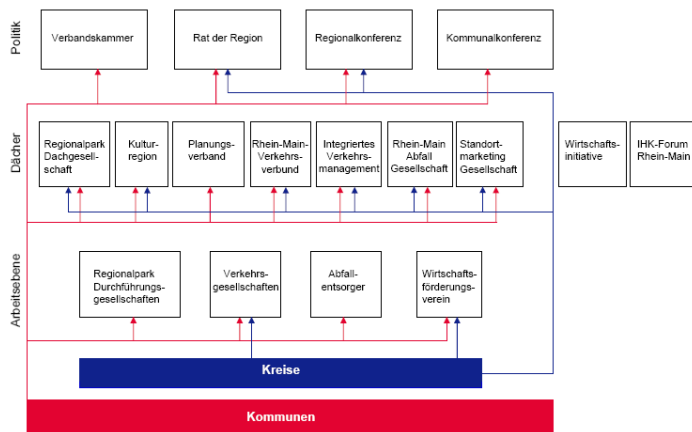 Politik
Verbandskammer
Rat der Region
Regionalkonferenz
Kommunalkonferenz
Dächer
Regionalpark
Dachgesell-
schaft
Kultur-
region
Planungs-
verband
Rhein-Main-
Verkehrs-
verbund
Integriertes
Verkehrs-
management
Rhein-Main
Abfall
Gesellschaft
Standort-
marketing
Gesellschaft
Wirtschafts-
initiative
IHK-Forum
Rhein-Main
Arbeitsebene
Regionalpark
Durchführungs-
gesellschaften
Verkehrs-
gesellschaften
Abfall-
entsorger
Wirtschafts-
förderungs-
verein
Kreise
Kommunen